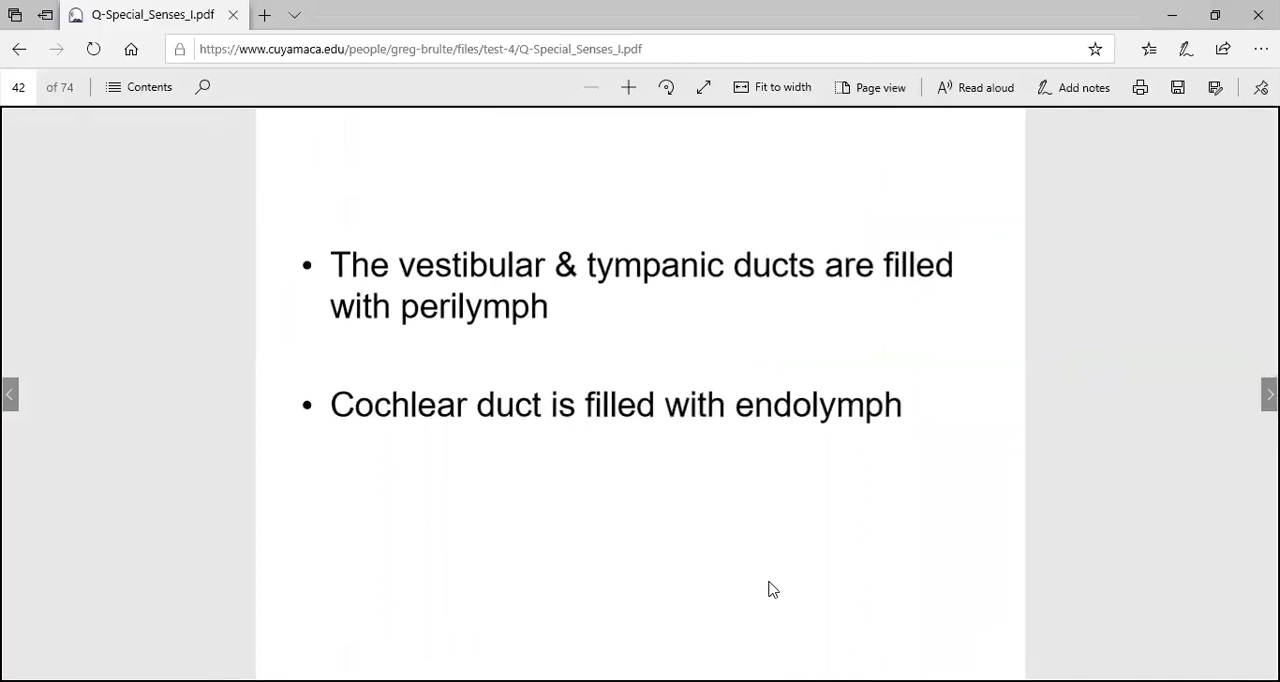 Q-Special_Senses_I.pdf
https://www.cuyamaca.edu/people/greg-brulte/files/test-4/Q-Special_Senses_I.pdf
42 of 74 Contents Fit to width Page view Read aloud Add notes
• The vestibular & tympanic ducts are filled
with perilymph
• Cochlear duct is filled with endolymph